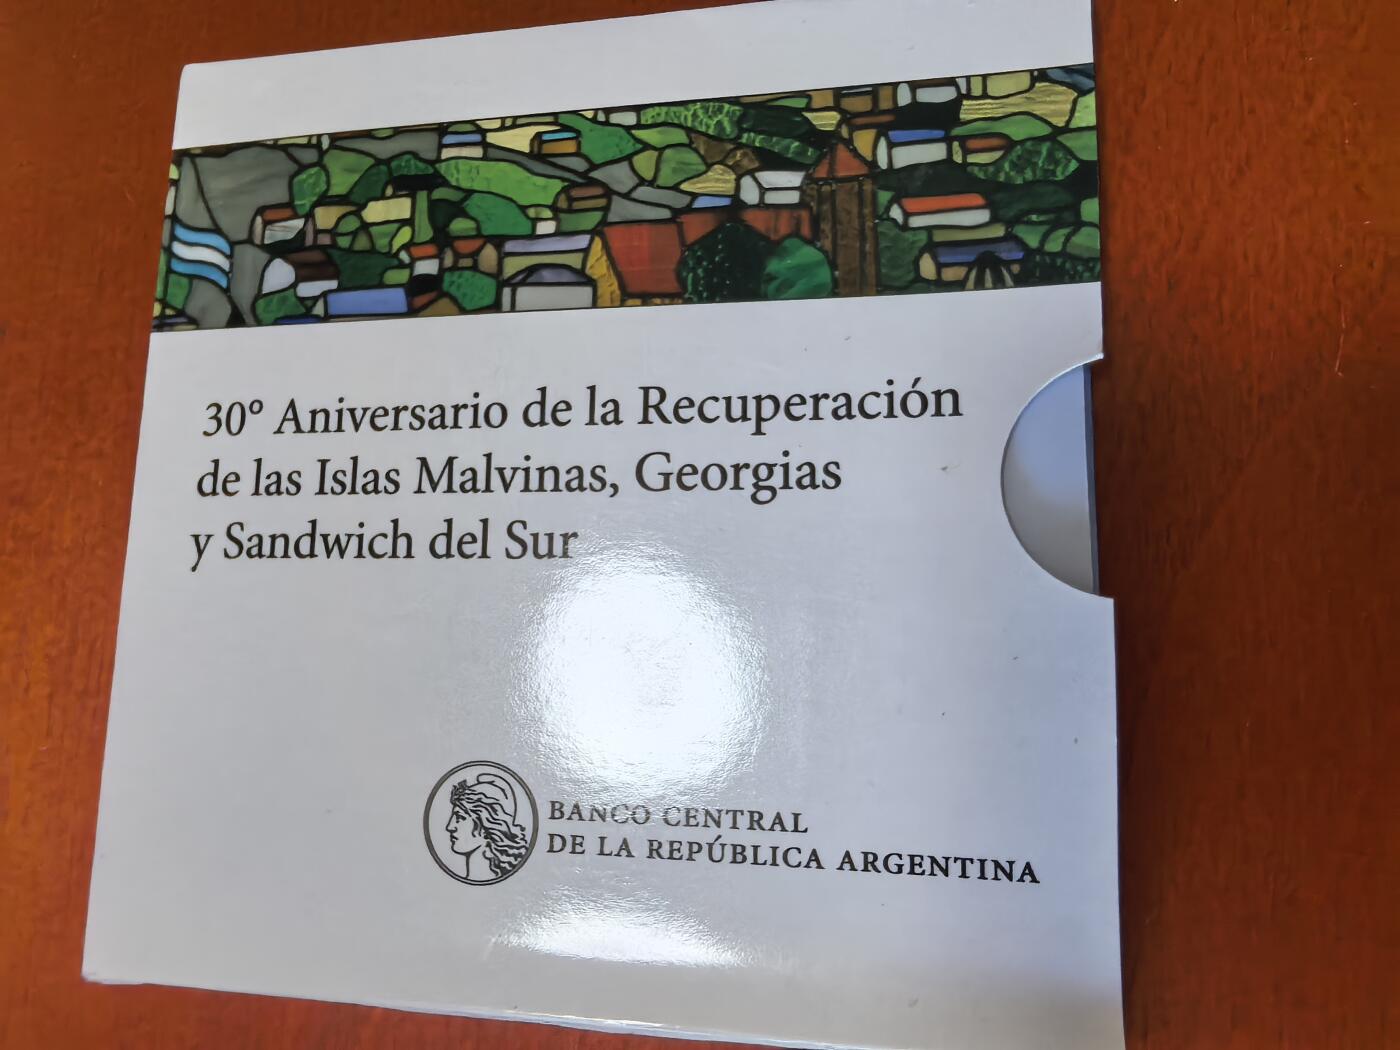 30º Aniversario de la Recuperación
de las Islas Malvinas, Georgias
y Sandwich del Sur
BANCO CENTRAL
DE LA REPÚBLICA ARGENTINA